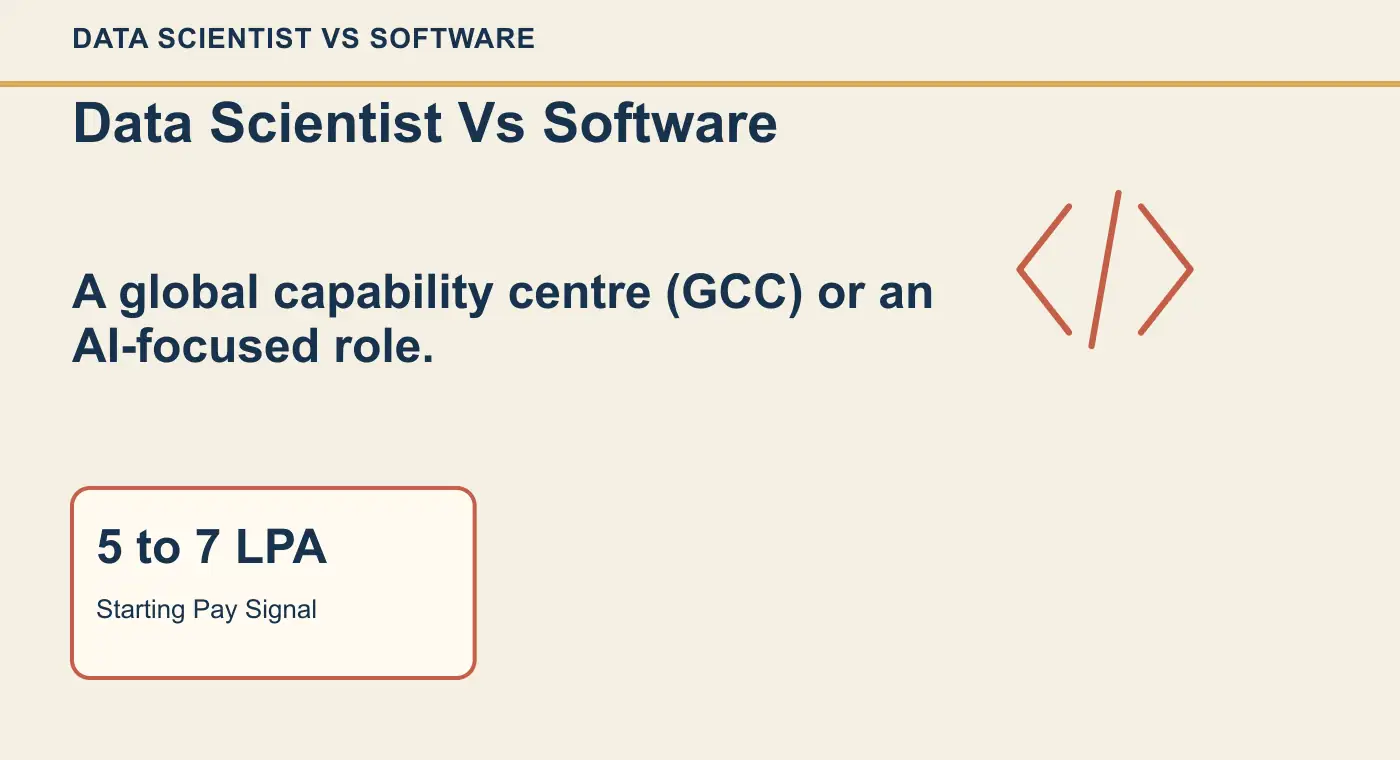 DATA SCIENTIST VS SOFTWARE
Data Scientist Vs Software
A global capability centre (GCC) or an
AI-focused role.
5 to 7 LPA
Starting Pay Signal